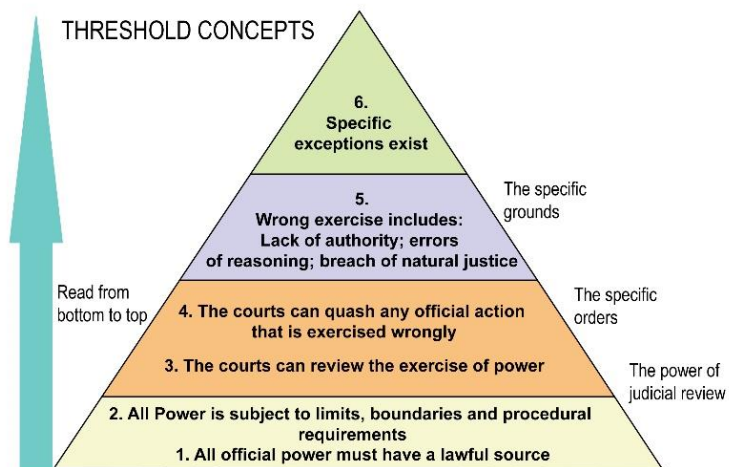 THRESHOLD CONCEPTS
6.
Specific
exceptions exist
The specific
grounds
5.
Wrong exercise includes:
Lack of authority; errors
of reasoning; breach of natural justice
Read from
bottom to top
The specific
orders
4. The courts can quash any official action
that is exercised wrongly
3. The courts can review the exercise of power
The power of
judicial review
2. All Power is subject to limits, boundaries and procedural
requirements
1. All official power must have a lawful source